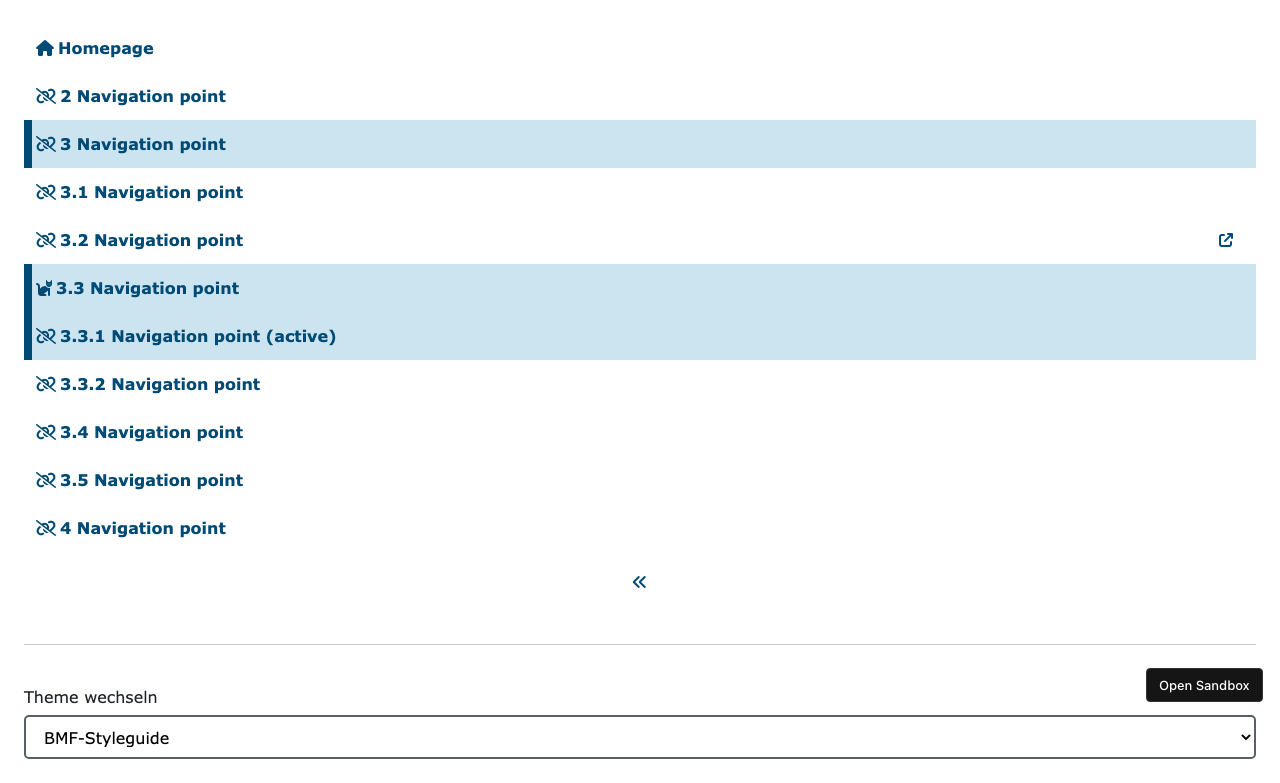 Homepage
2 Navigation point
3 Navigation point
3.1 Navigation point
3.2 Navigation point
3.3 Navigation point
3.3.1 Navigation point (active)
3.3.2 Navigation point
3.4 Navigation point
3.5 Navigation point
4 Navigation point
Open Sandbox
Theme wechseln
BMF-Styleguide